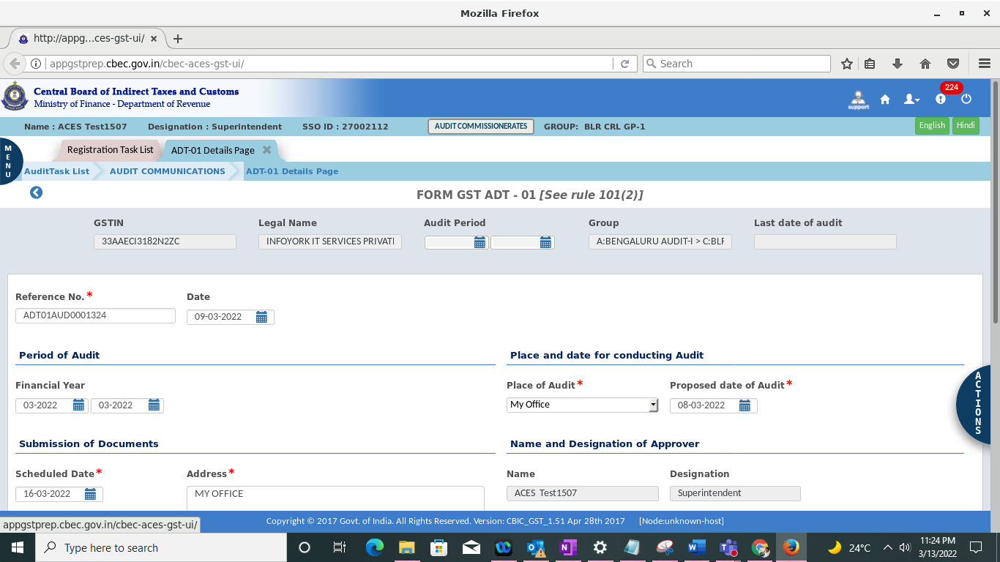 Mozilla Firefox
http://appg...ces-gst-ui/
appgstprep.cbec.gov.in/cbec-aces-gst-ui/
Search
Central Board of Indirect Taxes and Customs
Ministry of Finance - Department of Revenue
support
224
Name : ACES Test1507 Designation : Superintendent SSO ID : 27002112 AUDIT COMMISSIONERATES GROUP: BLR CRL GP-1 English Hindi
MENU
Registration Task List ADT-01 Details Page
AuditTask List AUDIT COMMUNICATIONS ADT-01 Details Page
FORM GST ADT - 01 [See rule 101(2)]
GSTIN Legal Name Audit Period Group Last date of audit
33AAECI3182N2ZC INFOYORK IT SERVICES PRIVATI A:BENGALURU AUDIT-I > C:BLF
Reference No.* Date
ADT01AUD0001324 09-03-2022
Period of Audit Place and date for conducting Audit
Financial Year Place of Audit* Proposed date of Audit*
03-2022 03-2022 My Office 08-03-2022
ACTIONS
Submission of Documents Name and Designation of Approver
Scheduled Date* Address* Name Designation
16-03-2022 MY OFFICE ACES Test1507 Superintendent
appgstprep.cbec.gov.in/cbec-aces-gst-ui/
Copyright © 2017 Govt. of India. All Rights Reserved. Version: CBIC_GST_1.51 Apr 28th 2017 [Node:unknown-host]
Type here to search
24°C
11:24 PM
3/13/2022